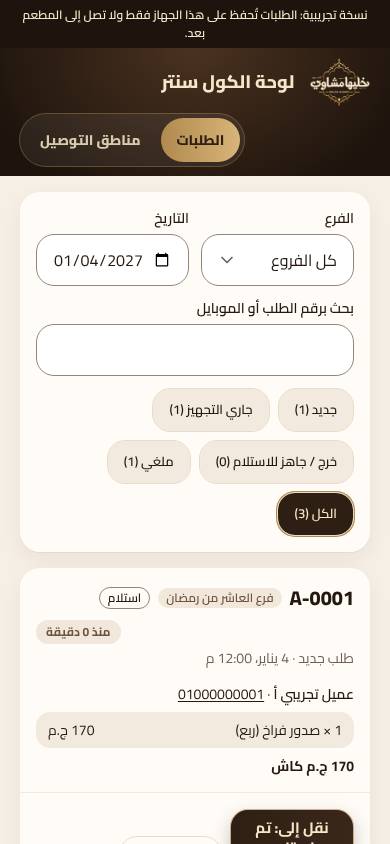 نسخة تجريبية: الطلبات تُحفظ على هذا الجهاز فقط ولا تصل إلى المطعم
بعد.
خليها مشاوي
لوحة الكول سنتر
الطلبات
مناطق التوصيل
الفرع
التاريخ
كل الفروع
01/04/2027
بحث برقم الطلب أو الموبايل
جديد (1)
جاري التجهيز (1)
خرج / جاهز للاستلام (0)
ملغي (1)
الكل (3)
A-0001
فرع العاشر من رمضان
استلام
منذ 0 دقيقة
طلب جديد · 4 يناير، 12:00 م
عميل تجريبي أ · 01000000001
1 × صدور فراخ (ربع)
170 ج.م
170 ج.م كاش
نقل إلى: تم